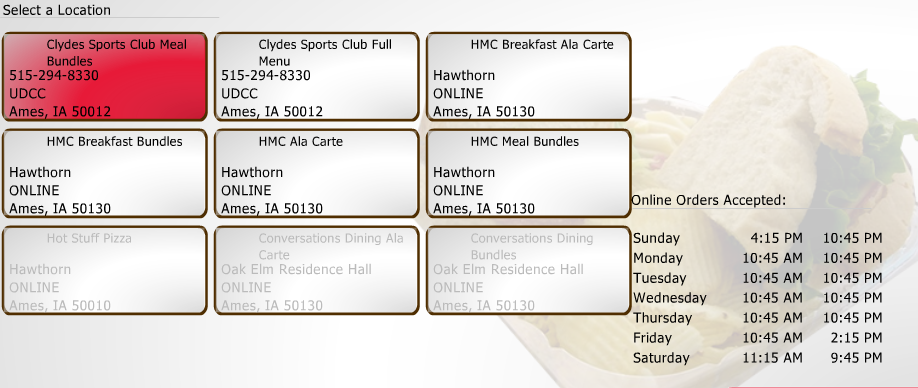 Select a Location
Clydes Sports Club Meal
Bundles
515-294-8330
UDCC
Ames, IA 50012
Clydes Sports Club Full
Menu
515-294-8330
UDCC
Ames, IA 50012
HMC Breakfast Ala Carte
Hawthorn
ONLINE
Ames, IA 50130
HMC Breakfast Bundles
Hawthorn
ONLINE
Ames, IA 50130
HMC Ala Carte
Hawthorn
ONLINE
Ames, IA 50130
HMC Meal Bundles
Hawthorn
ONLINE
Ames, IA 50130
Hot Stuff Pizza
Hawthorn
ONLINE
Ames, IA 50010
Conversations Dining Ala
Carte
Oak Elm Residence Hall
ONLINE
Ames, IA 50130
Conversations Dining
Bundles
Oak Elm Residence Hall
ONLINE
Ames, IA 50130
Online Orders Accepted:
Sunday 4:15 PM 10:45 PM
Monday 10:45 AM 10:45 PM
Tuesday 10:45 AM 10:45 PM
Wednesday 10:45 AM 10:45 PM
Thursday 10:45 AM 10:45 PM
Friday 10:45 AM 2:15 PM
Saturday 11:15 AM 9:45 PM